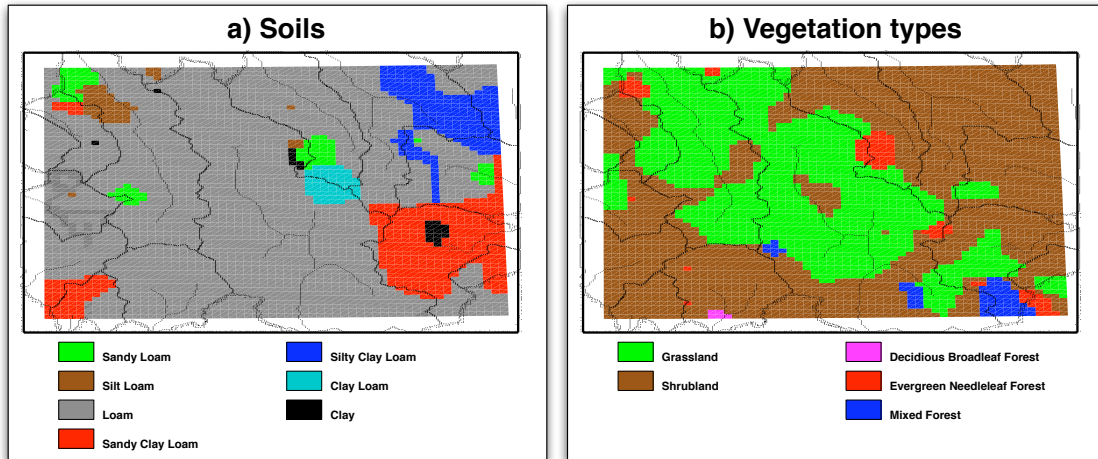 a) Soils
Sandy Loam
Silt Loam
Loam
Sandy Clay Loam
Silty Clay Loam
Clay Loam
Clay
b) Vegetation types
Grassland
Shrubland
Decidious Broadleaf Forest
Evergreen Needleleaf Forest
Mixed Forest